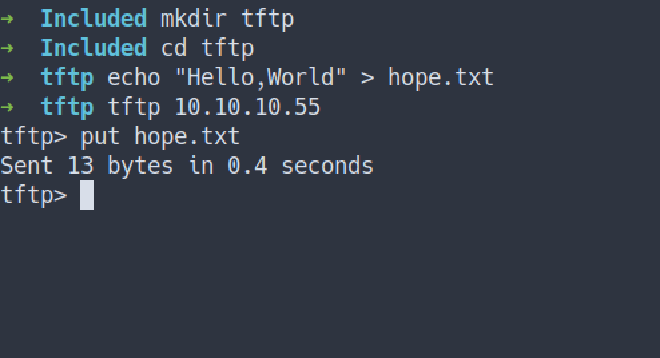 → Included mkdir tftp
→ Included cd tftp
→ tftp echo "Hello,World" > hope.txt
→ tftp tftp 10.10.10.55
tftp> put hope.txt
Sent 13 bytes in 0.4 seconds
tftp>